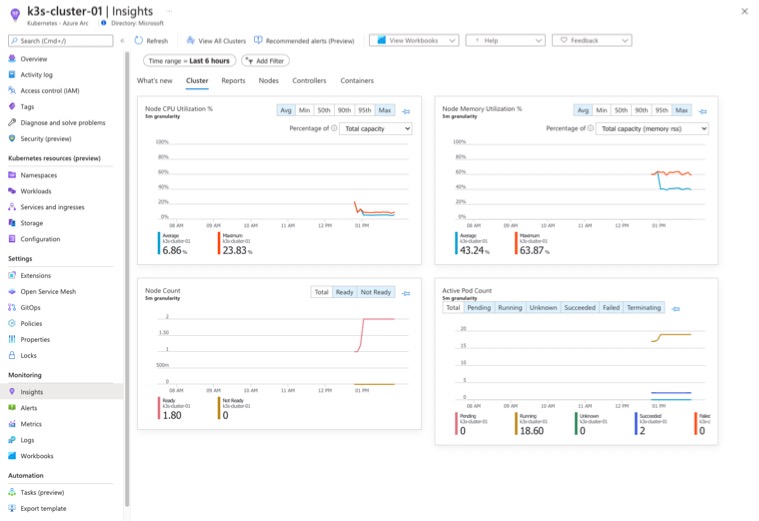 k3s-cluster-01 | Insights ...
Kubernetes - Azure Arc Directory: Microsoft
Search (Cmd+/) «
Refresh View All Clusters Recommended alerts (Preview) View Workbooks ? Help Feedback
Overview
Activity log
Access control (IAM)
Tags
Diagnose and solve problems
Security (preview)
Kubernetes resources (preview)
Namespaces
Workloads
Services and ingresses
Storage
Configuration
Settings
Extensions
Open Service Mesh
GitOps
Policies
Properties
Locks
Monitoring
Insights
Alerts
Metrics
Logs
Workbooks
Automation
Tasks (preview)
Export template
Time range = Last 6 hours Add Filter
What's new Cluster Reports Nodes Controllers Containers
Node CPU Utilization %
5m granularity
Avg Min 50th 90th 95th Max
Percentage of Total capacity
100%
80%
60%
40%
20%
0%
08 AM 09 AM 10 AM 11 AM 12 PM 01 PM
Average
k3s-cluster-01
6.86 %
Maximum
k3s-cluster-01
23.83 %
Node Memory Utilization %
5m granularity
Avg Min 50th 90th 95th Max
Percentage of Total capacity (memory rss)
100%
80%
60%
40%
20%
0%
08 AM 09 AM 10 AM 11 AM 12 PM 01 PM
Average
k3s-cluster-01
43.24 %
Maximum
k3s-cluster-01
63.87 %
Node Count
5m granularity
Total Ready Not Ready
2
1.50
1
500m
0
08 AM 09 AM 10 AM 11 AM 12 PM 01 PM
Ready
k3s-cluster-01
1.80
Not Ready
k3s-cluster-01
0
Active Pod Count
5m granularity
Total Pending Running Unknown Succeeded Failed Terminating
20
15
10
5
0
08 AM 09 AM 10 AM 11 AM 12 PM 01 PM
Pending
k3s-cluster-01
0
Running
k3s-cluster-01
18.60
Unknown
k3s-cluster-01
0
Succeeded
k3s-cluster-01
2
Failed
0